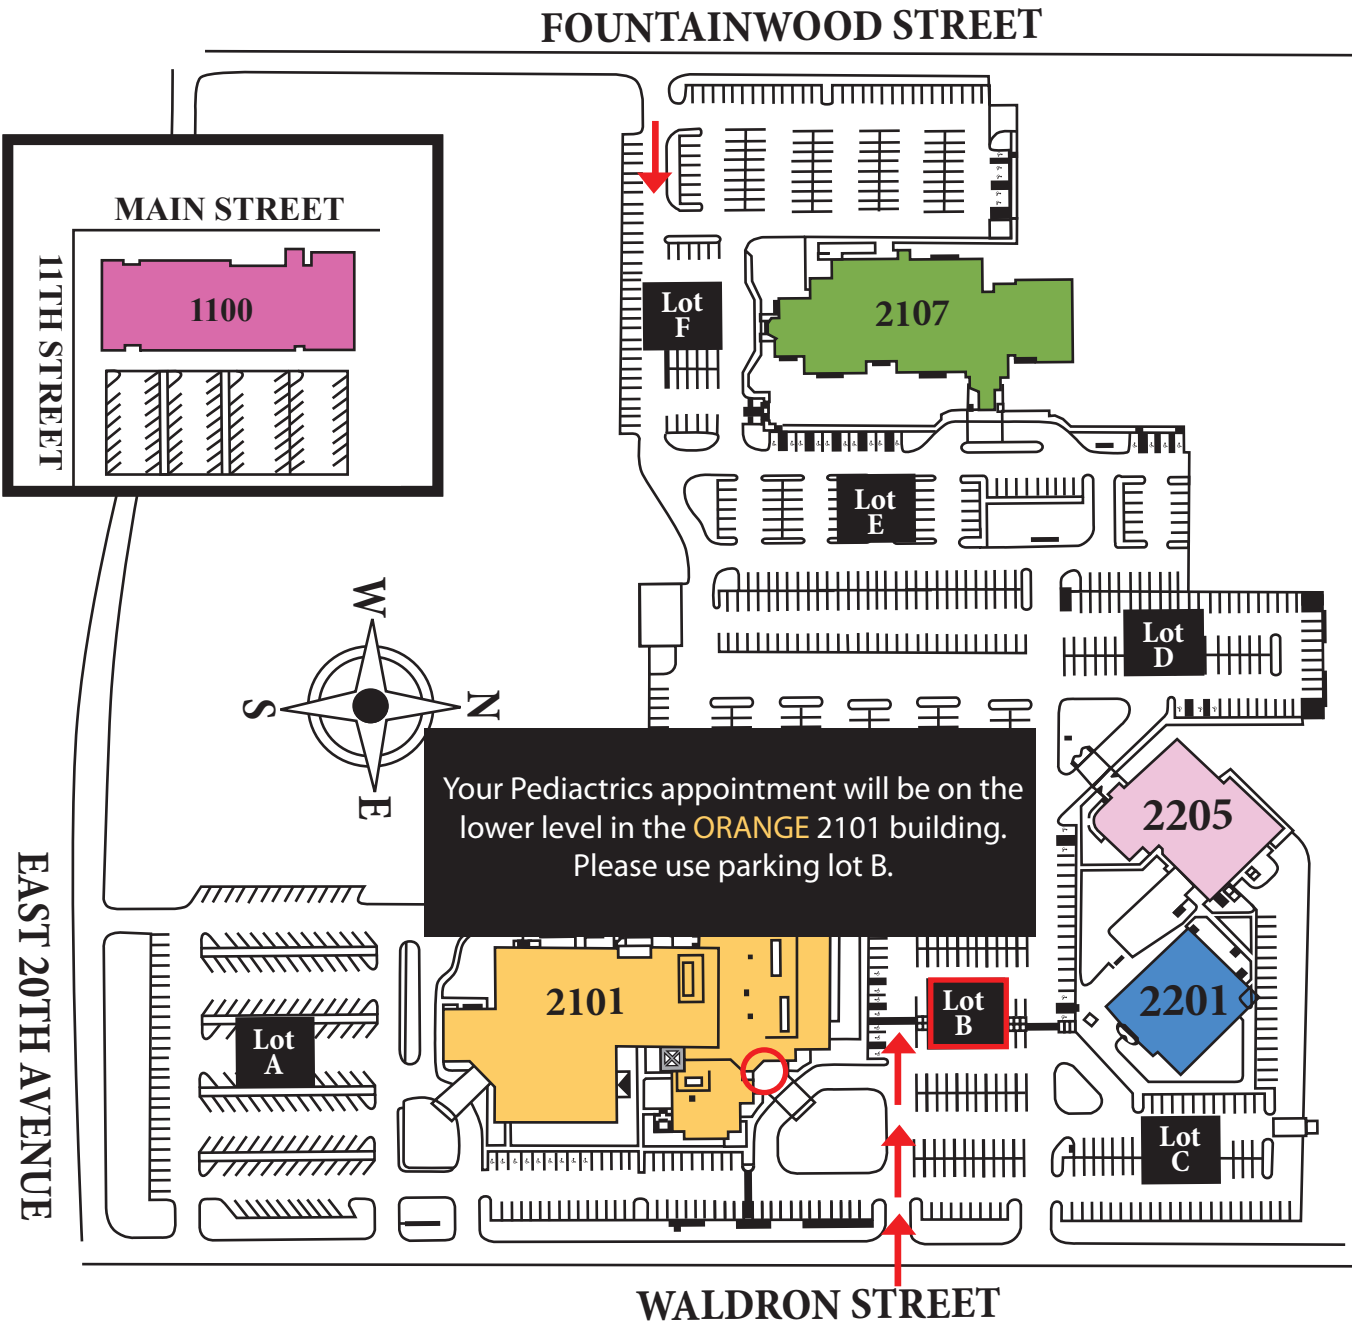 FOUNTAINWOOD STREET
MAIN STREET
11TH STREET
1100
Lot
F
2107
Lot
E
Lot
D
W
S
N
E
Your Pediactrics appointment will be on the
lower level in the ORANGE 2101 building.
Please use parking lot B.
2205
EAST 20TH AVENUE
2101
Lot
B
2201
Lot
A
Lot
C
WALDRON STREET